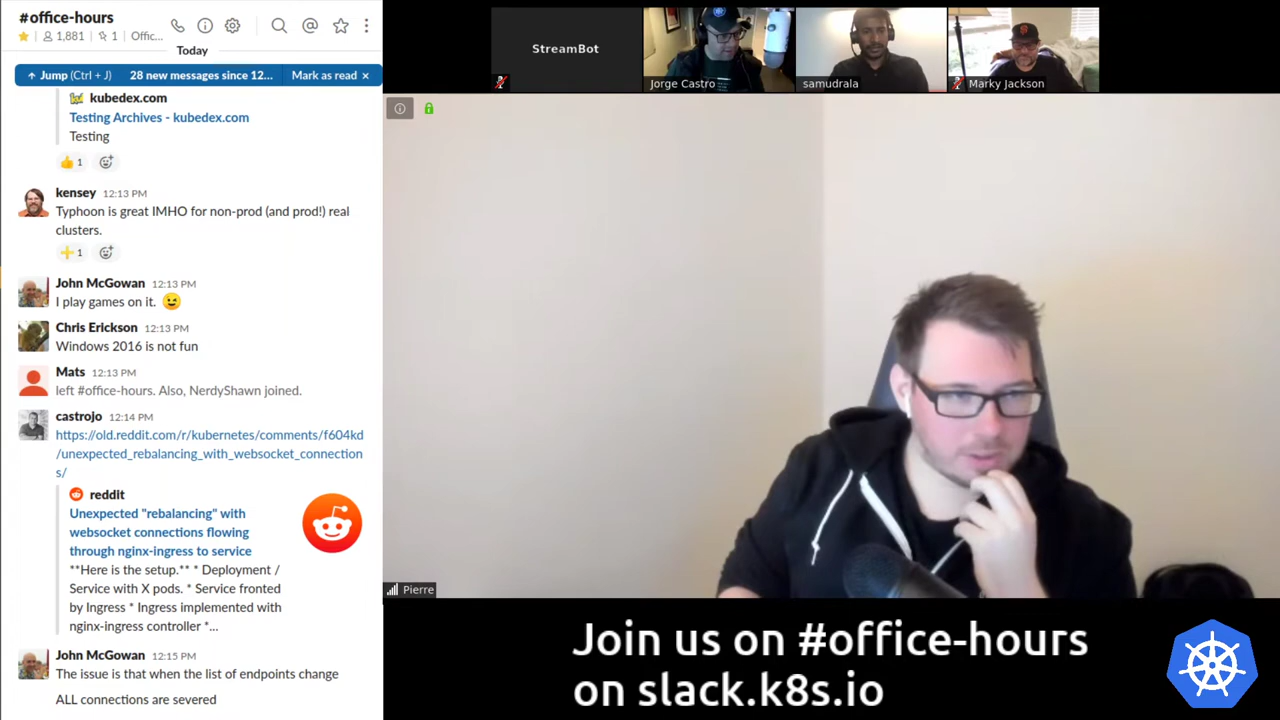 #office-hours
1,881
1
Offic...
Today
Jump (Ctrl + J)
28 new messages since 12...
Mark as read ×
kubedex.com
Testing Archives - kubedex.com
Testing
1
kensey 12:13 PM
Typhoon is great IMHO for non-prod (and prod!) real
clusters.
1
John McGowan 12:13 PM
I play games on it.
Chris Erickson 12:13 PM
Windows 2016 is not fun
Mats 12:13 PM
left #office-hours. Also, NerdyShawn joined.
castrojo 12:14 PM
https://old.reddit.com/r/kubernetes/comments/f604kd
/unexpected_rebalancing_with_websocket_connection
s/
reddit
Unexpected "rebalancing" with
websocket connections flowing
through nginx-ingress to service
**Here is the setup.** * Deployment /
Service with X pods. * Service fronted
by Ingress * Ingress implemented with
nginx-ingress controller *...
John McGowan 12:15 PM
The issue is that when the list of endpoints change
ALL connections are severed
StreamBot
Jorge Castro
samudrala
Marky Jackson
Pierre
Join us on #office-hours
on slack.k8s.io